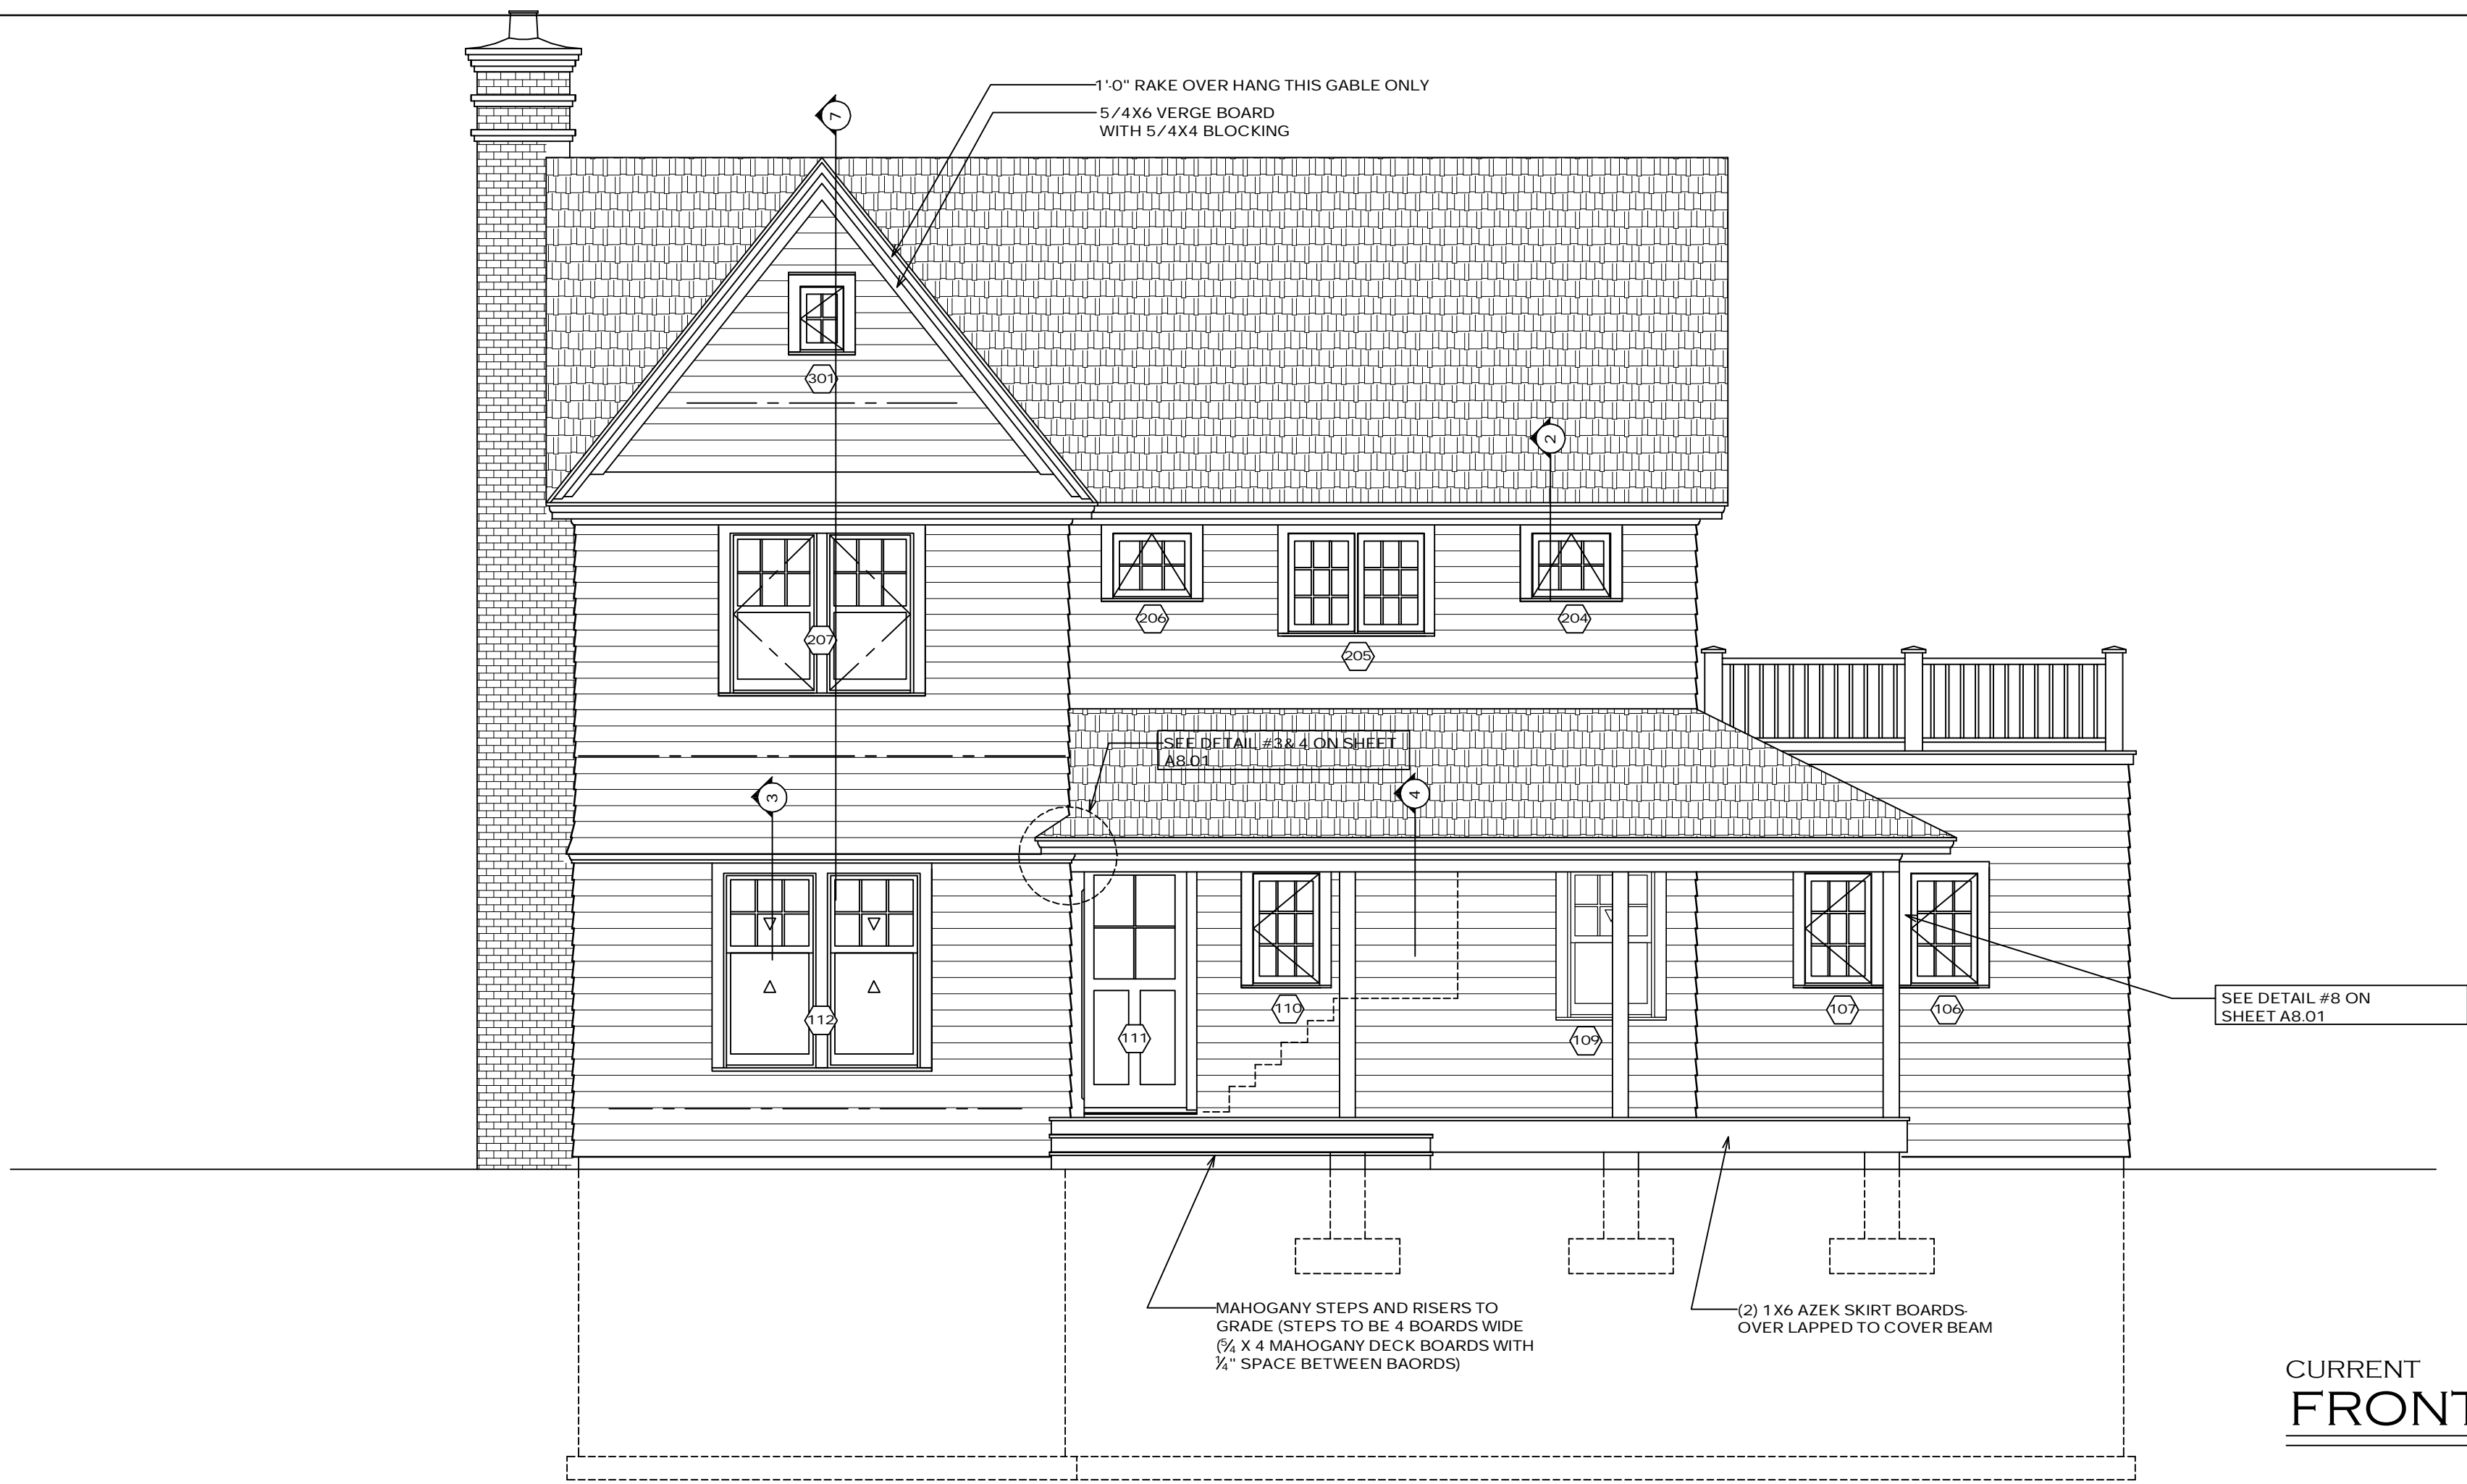 1'-0" RAKE OVER HANG THIS GABLE ONLY
5/4X6 VERGE BOARD
WITH 5/4X4 BLOCKING
7
301
2
207
206
205
204
SEE DETAIL #3& 4 ON SHEET
A8.01
3
4
112
111
110
109
107
106
SEE DETAIL #8 ON
SHEET A8.01
MAHOGANY STEPS AND RISERS TO
GRADE (STEPS TO BE 4 BOARDS WIDE
(5/4 X 4 MAHOGANY DECK BOARDS WITH
1/4" SPACE BETWEEN BAORDS)
(2) 1X6 AZEK SKIRT BOARDS-
OVER LAPPED TO COVER BEAM
CURRENT
FRONT